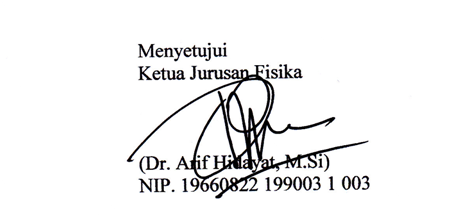 Menyetujui
Ketua Jurusan Fisika
(Dr. Arif Hidayat, M.Si)
NIP. 19660822 199003 1 003